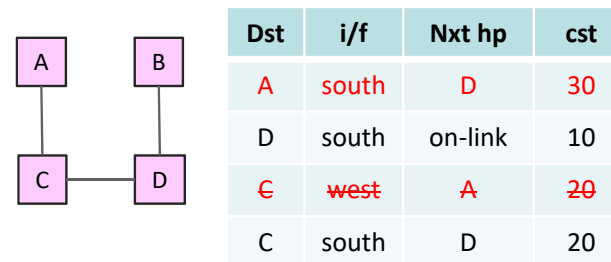 A B
C D
Dst i/f Nxt hp cst
A south D 30
D south on-link 10
C west A 20
C south D 20